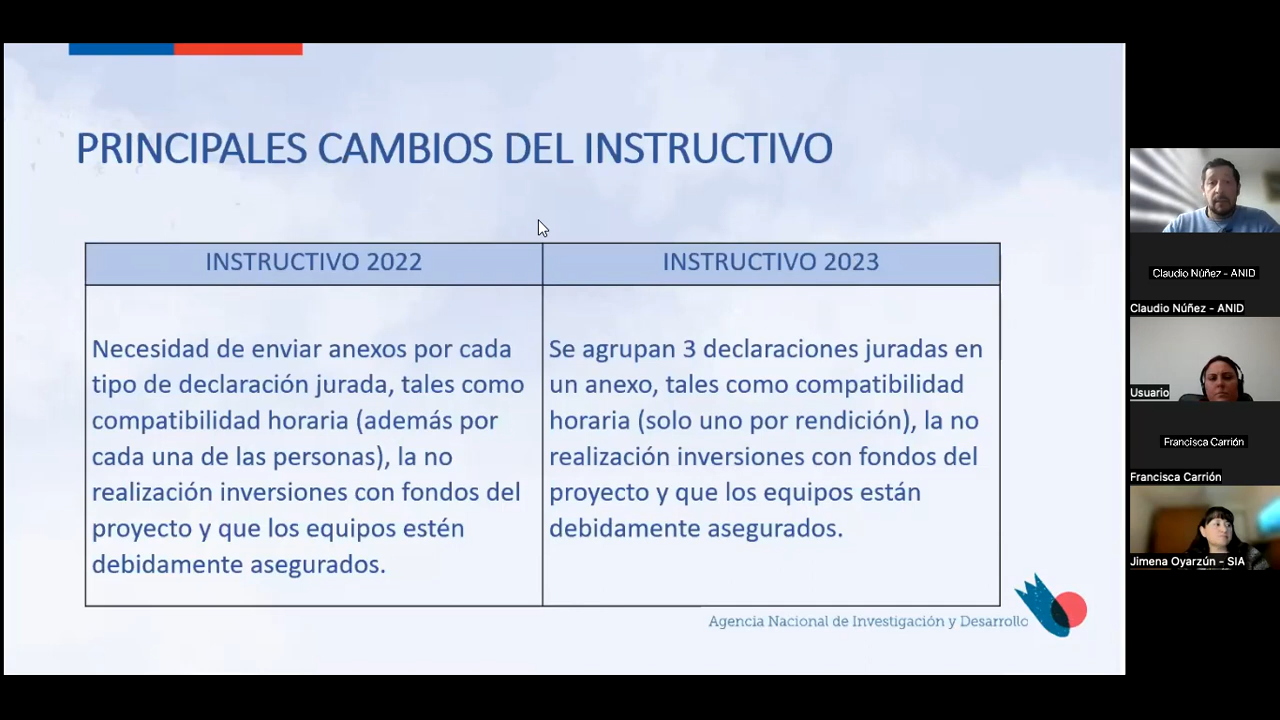 PRINCIPALES CAMBIOS DEL INSTRUCTIVO
INSTRUCTIVO 2022
Necesidad de enviar anexos por cada
tipo de declaración jurada, tales como
compatibilidad horaria (además por
cada una de las personas), la no
realización inversiones con fondos del
proyecto y que los equipos estén
debidamente asegurados.
INSTRUCTIVO 2023
Se agrupan 3 declaraciones juradas en
un anexo, tales como compatibilidad
horaria (solo uno por rendición), la no
realización inversiones con fondos del
proyecto y que los equipos están
debidamente asegurados.
Agencia Nacional de Investigación y Desarrollo
Claudio Núñez - ANID
Claudio Núñez - ANID
Usuario
Francisca Carrión
Francisca Carrión
Jimena Oyarzún - SIA